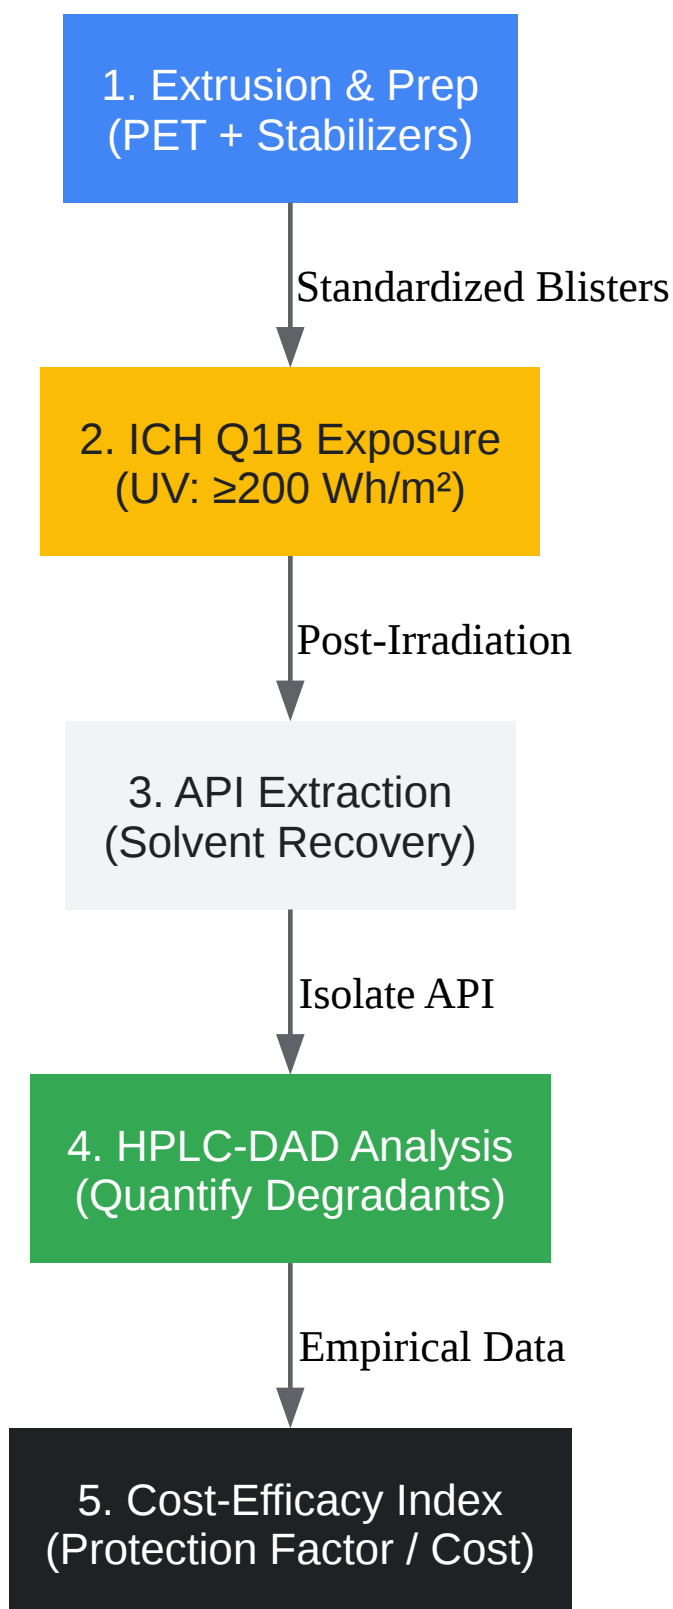 1. Extrusion & Prep
(PET + Stabilizers)
Standardized Blisters
2. ICH Q1B Exposure
(UV: ≥200 Wh/m²)
Post-Irradiation
3. API Extraction
(Solvent Recovery)
Isolate API
4. HPLC-DAD Analysis
(Quantify Degradants)
Empirical Data
5. Cost-Efficacy Index
(Protection Factor / Cost)